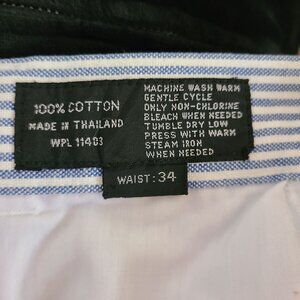 100% COTTON
MADE IN THAILAND
WPL 11403
MACHINE WASH WARM
GENTLE CYCLE
ONLY NON-CHLORINE
BLEACH WHEN NEEDED
TUMBLE DRY LOW
PRESS WITH WARM
STEAM IRON
WHEN NEEDED
WAIST: 34